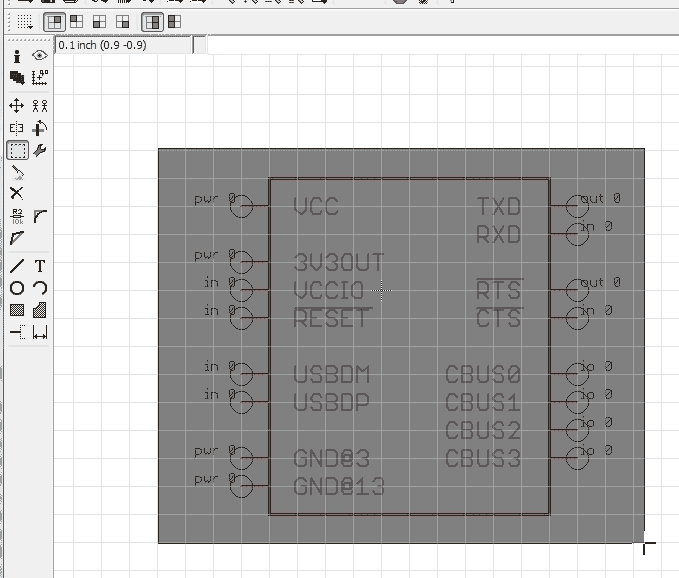 0.1 inch (0.9 -0.9)
R2
10k
T
pwr 0 VCC TXD out 0
RXD in 0
pwr 0 3V3OUT
in 0 VCCIO RTS out 0
in 0 RESET CTS in 0
in 0 USBDM CBUS0 io 0
in 0 USBDP CBUS1 io 0
CBUS2 io 0
pwr 0 GND@3 CBUS3 io 0
pwr 0 GND@13